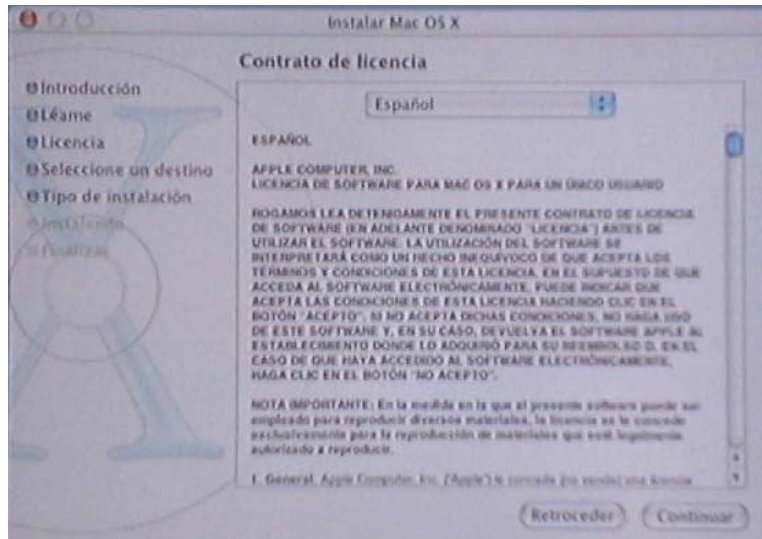 Instalar Mac OS X
Contrato de licencia
Introducción
Léame
Licencia
Seleccione un destino
Tipo de instalación
Instalando
Finalizar
Español
ESPAÑOL
APPLE COMPUTER, INC.
LICENCIA DE SOFTWARE PARA MAC OS X PARA UN ÚNICO USUARIO
ROGAMOS LEA DETENIDAMENTE EL PRESENTE CONTRATO DE LICENCIA
DE SOFTWARE (EN ADELANTE DENOMINADO "LICENCIA") ANTES DE
UTILIZAR EL SOFTWARE. LA UTILIZACIÓN DEL SOFTWARE SE
INTERPRETARÁ COMO UN HECHO INEQUÍVOCO DE QUE ACEPTA LOS
TÉRMINOS Y CONDICIONES DE ESTA LICENCIA. EN EL SUPUESTO DE QUE
ACCEDA AL SOFTWARE ELECTRÓNICAMENTE, PUEDE INDICAR QUE
ACEPTA LAS CONDICIONES DE ESTA LICENCIA HACIENDO CLIC EN EL
BOTÓN "ACEPTO". SI NO ACEPTA DICHAS CONDICIONES, NO HAGA USO
DE ESTE SOFTWARE Y, EN SU CASO, DEVUELVA EL SOFTWARE APPLE AL
ESTABLECIMIENTO DONDE LO ADQUIRIÓ PARA SU REEMBOLSO O, EN EL
CASO DE QUE HAYA ACCEDIDO AL SOFTWARE ELECTRÓNICAMENTE,
HAGA CLIC EN EL BOTÓN "NO ACEPTO".
NOTA IMPORTANTE: En la medida en la que el presente software puede ser
empleado para reproducir diversos materiales, la licencia se le concede
exclusivamente para la reproducción de materiales que esté legalmente
autorizado a reproducir.
1. General. Apple Computer, Inc. ("Apple") le concede (no vende) una licencia
Retroceder
Continuar